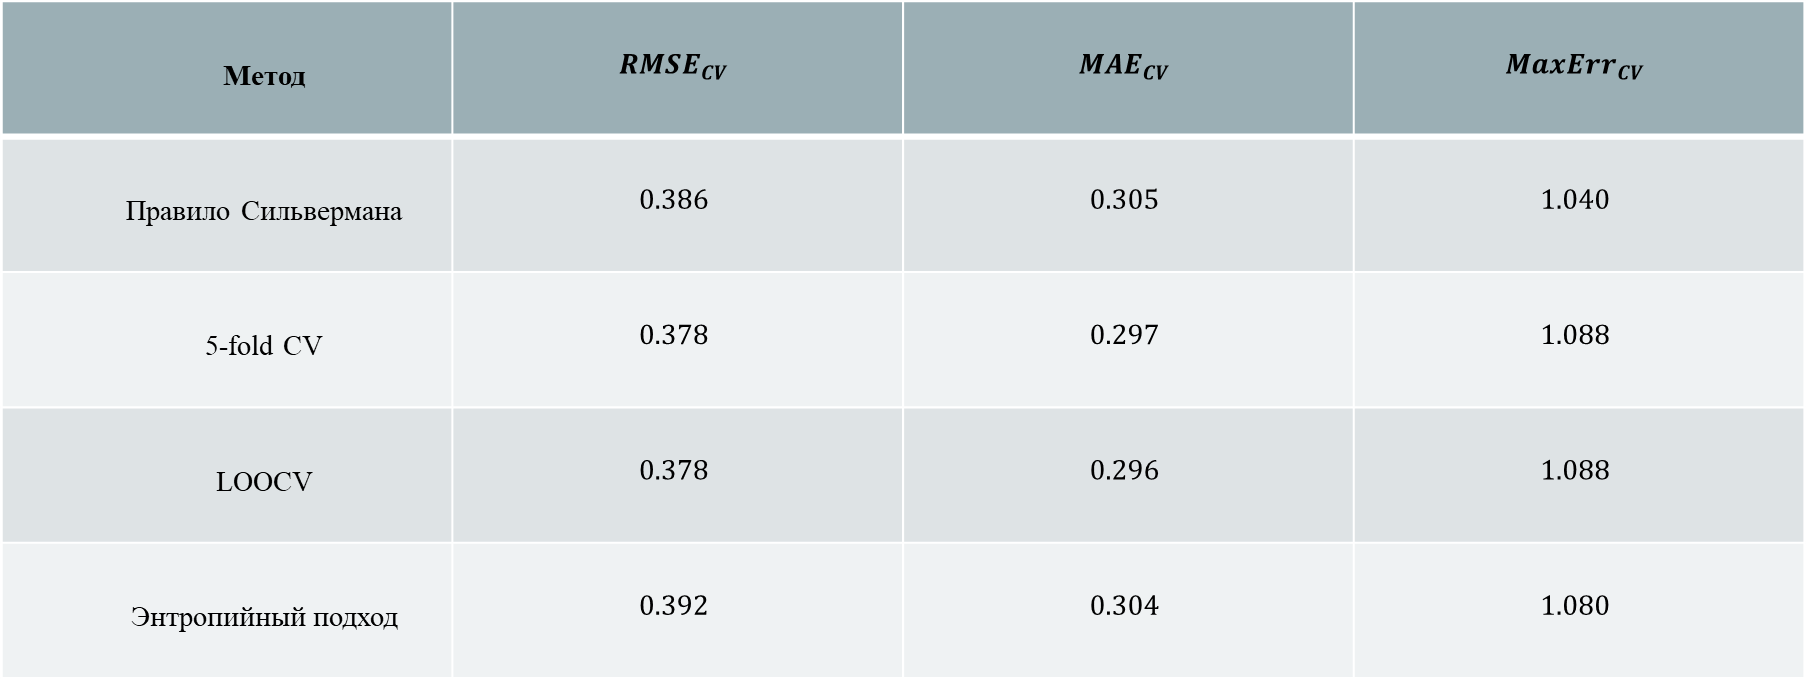 Метод RMSE_CV MAE_CV MaxErr_CV
Правило Сильвермана 0.386 0.305 1.040
5-fold CV 0.378 0.297 1.088
LOOCV 0.378 0.296 1.088
Энтропийный подход 0.392 0.304 1.080